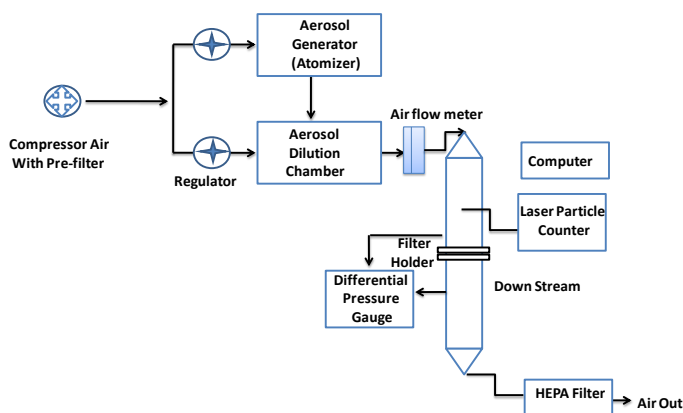 Aerosol
Generator
(Atomizer)
Compressor Air
With Pre-filter
Regulator
Aerosol
Dilution
Chamber
Air flow meter
Computer
Laser Particle
Counter
Filter
Holder
Differential
Pressure
Gauge
Down Stream
HEPA Filter
Air Out